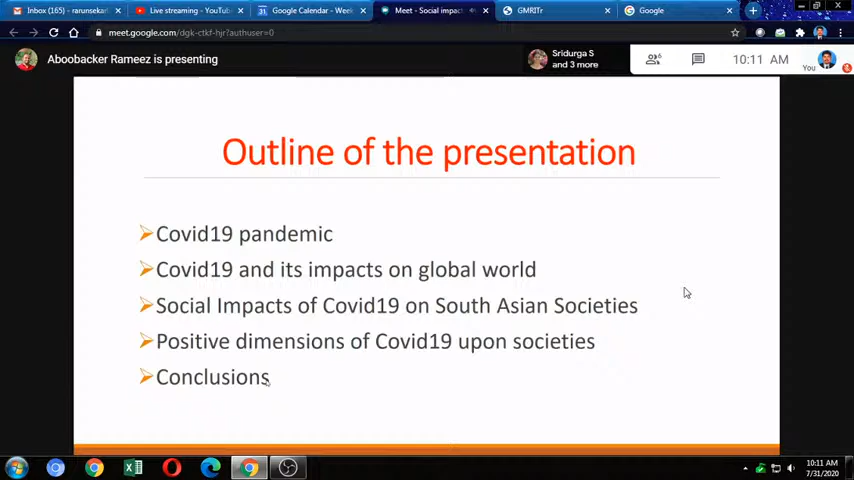 Inbox (165) - rarunsekar
Live streaming - YouTube
Google Calendar - Week
Meet - Social impact
GMRITr
Google
meet.google.com/dgk-ctkf-hjr?authuser=0
Aboobacker Rameez is presenting
Sridurga S
and 3 more
6
10:11 AM
You
Outline of the presentation
Covid19 pandemic
Covid19 and its impacts on global world
Social Impacts of Covid19 on South Asian Societies
Positive dimensions of Covid19 upon societies
Conclusions
10:11 AM
7/31/2020